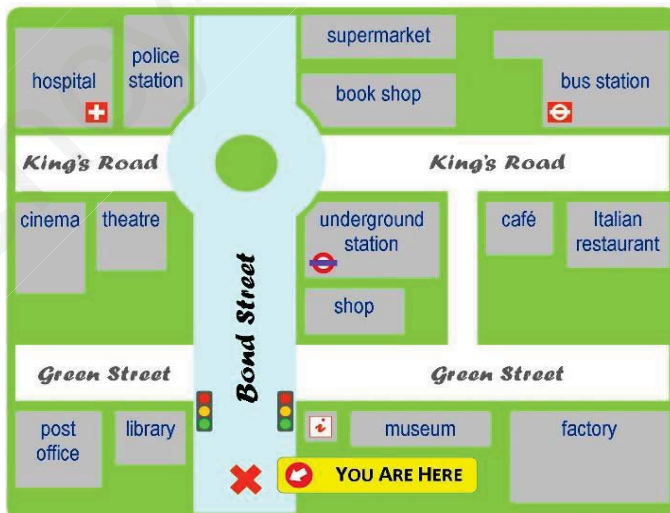 supermarket
police
station
hospital
book shop
bus station
King's Road
King's Road
cinema
theatre
underground
station
café
Italian
restaurant
Bond Street
shop
Green Street
Green Street
post
office
library
i
museum
factory
YOU ARE HERE